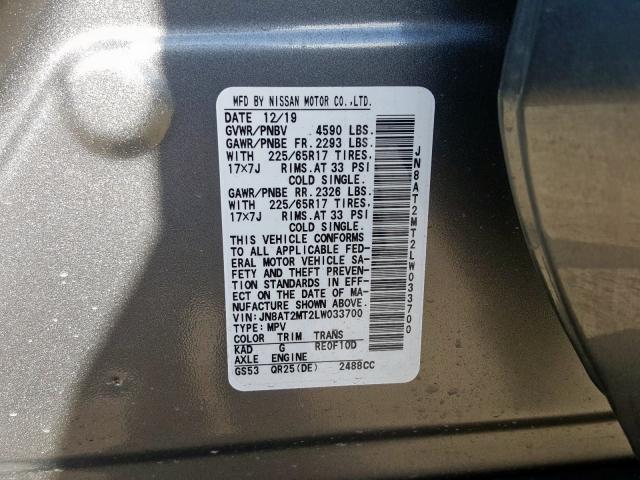 MFD BY NISSAN MOTOR CO.,LTD.
DATE 12/19
GVWR/PNBV 4590 LBS.
GAWR/PNBE FR. 2293 LBS.
WITH 225/65R17 TIRES.
17×7J RIMS.AT 33 PSI
COLD SINGLE.
GAWR/PNBE RR. 2326 LBS.
WITH 225/65R17 TIRES.
17×7J RIMS.AT 33 PSI
COLD SINGLE.
THIS VEHICLE CONFORMS
TO ALL APPLICABLE FED-
ERAL MOTOR VEHICLE SA-
FETY AND THEFT PREVEN-
TION STANDARDS IN EFF-
ECT ON THE DATE OF MA-
NUFACTURE SHOWN ABOVE.
VIN: JN8AT2MT2LW033700
TYPE: MPV
COLOR TRIM TRANS
KAD G RE0F10D
AXLE ENGINE
GS53 QR25(DE) 2488CC
JN8AT2MT2LW033700